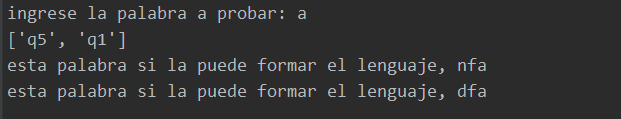 ingrese la palabra a probar: a
['q5', 'q1']
esta palabra si la puede formar el lenguaje, nfa
esta palabra si la puede formar el lenguaje, dfa